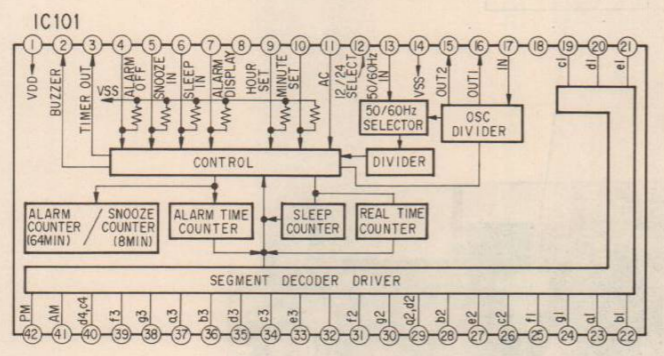 IC101
1 2 3 4 5 6 7 8 9 10 11 12 13 14 15 16 17 18 19 20 21
VDD
BUZZER
TIMER OUT
VSS
ALARM OFF
SNOOZE IN
SLEEP IN
ALARM DISPLAY
HOUR SET
MINUTE SET
AC
12/24 SELECT
50/60Hz IN
VSS
OUT2
OUT1
IN
c1
d1
e1
50/60Hz SELECTOR
OSC DIVIDER
CONTROL
DIVIDER
ALARM COUNTER (64MIN) / SNOOZE COUNTER (8MIN)
ALARM TIME COUNTER
SLEEP COUNTER
REAL TIME COUNTER
SEGMENT DECODER DRIVER
PM
AM
d4,c4
f3
g3
a3
b3
d3
c3
e3
f2
g2
a2,d2
b2
e2
c2
f1
g1
a1
b1
42 41 40 39 38 37 36 35 34 33 32 31 30 29 28 27 26 25 24 23 22